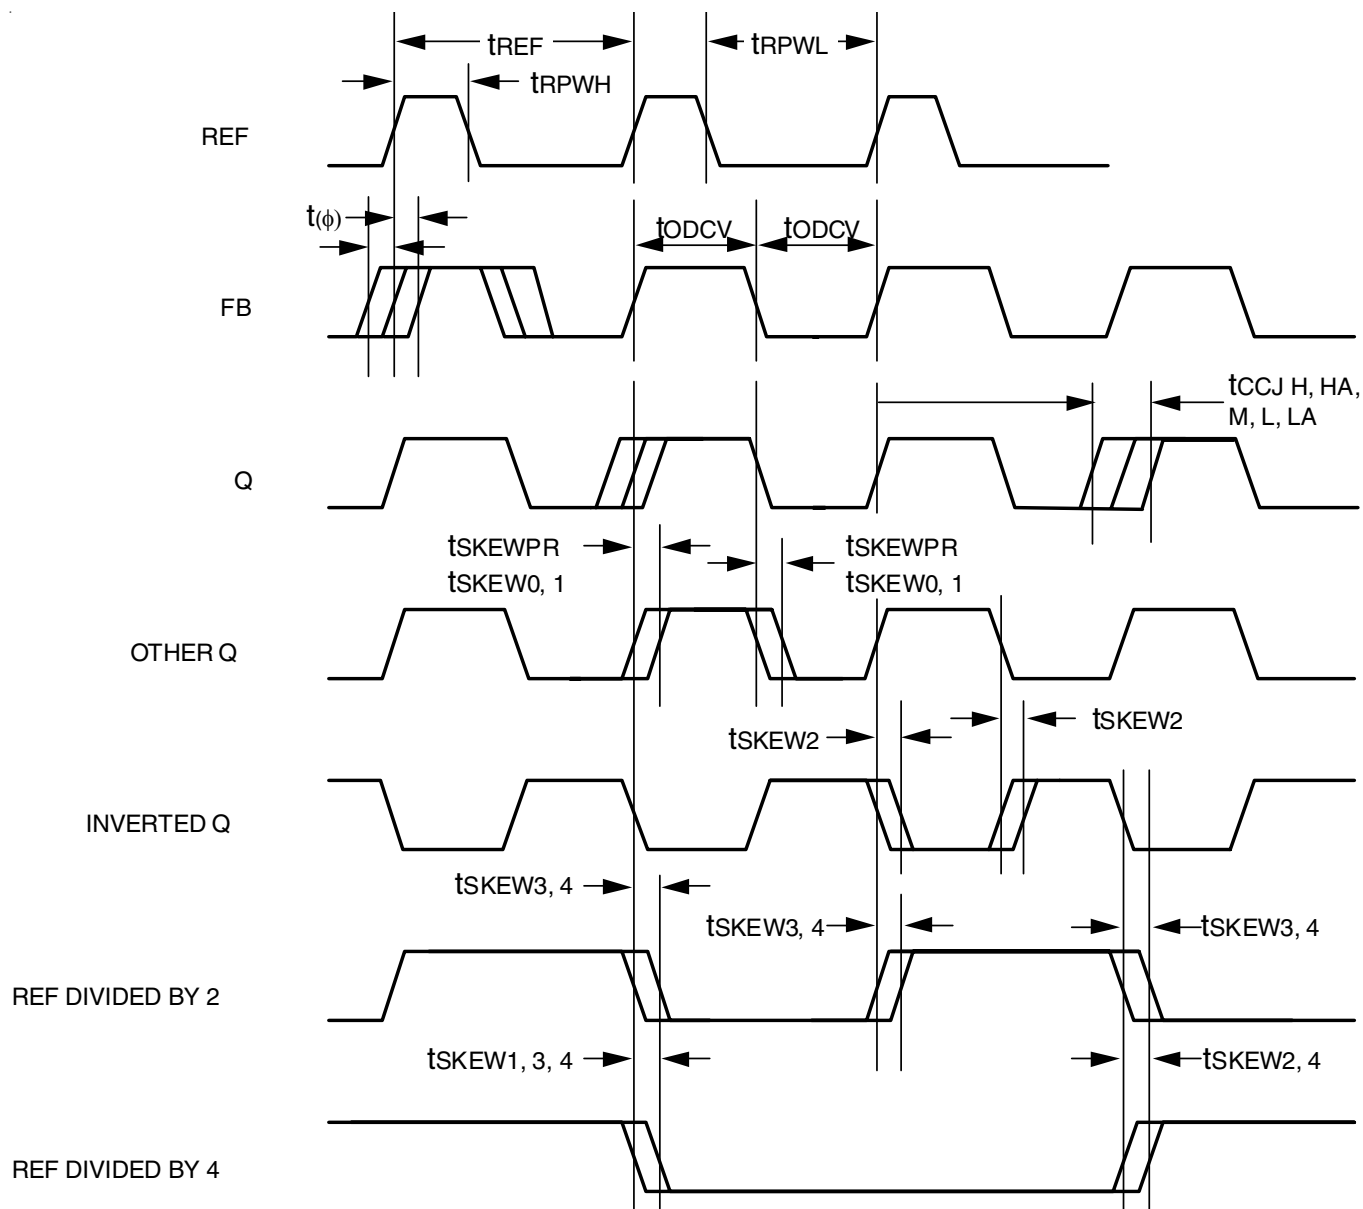 tREF
tRPWL
tRPWH
REF
t(ϕ)
tODCV
tODCV
FB
tCCJ H, HA,
M, L, LA
Q
tSKEWPR
tSKEW0, 1
tSKEWPR
tSKEW0, 1
OTHER Q
tSKEW2
tSKEW2
INVERTED Q
tSKEW3, 4
tSKEW3, 4
tSKEW3, 4
REF DIVIDED BY 2
tSKEW1, 3, 4
tSKEW2, 4
REF DIVIDED BY 4